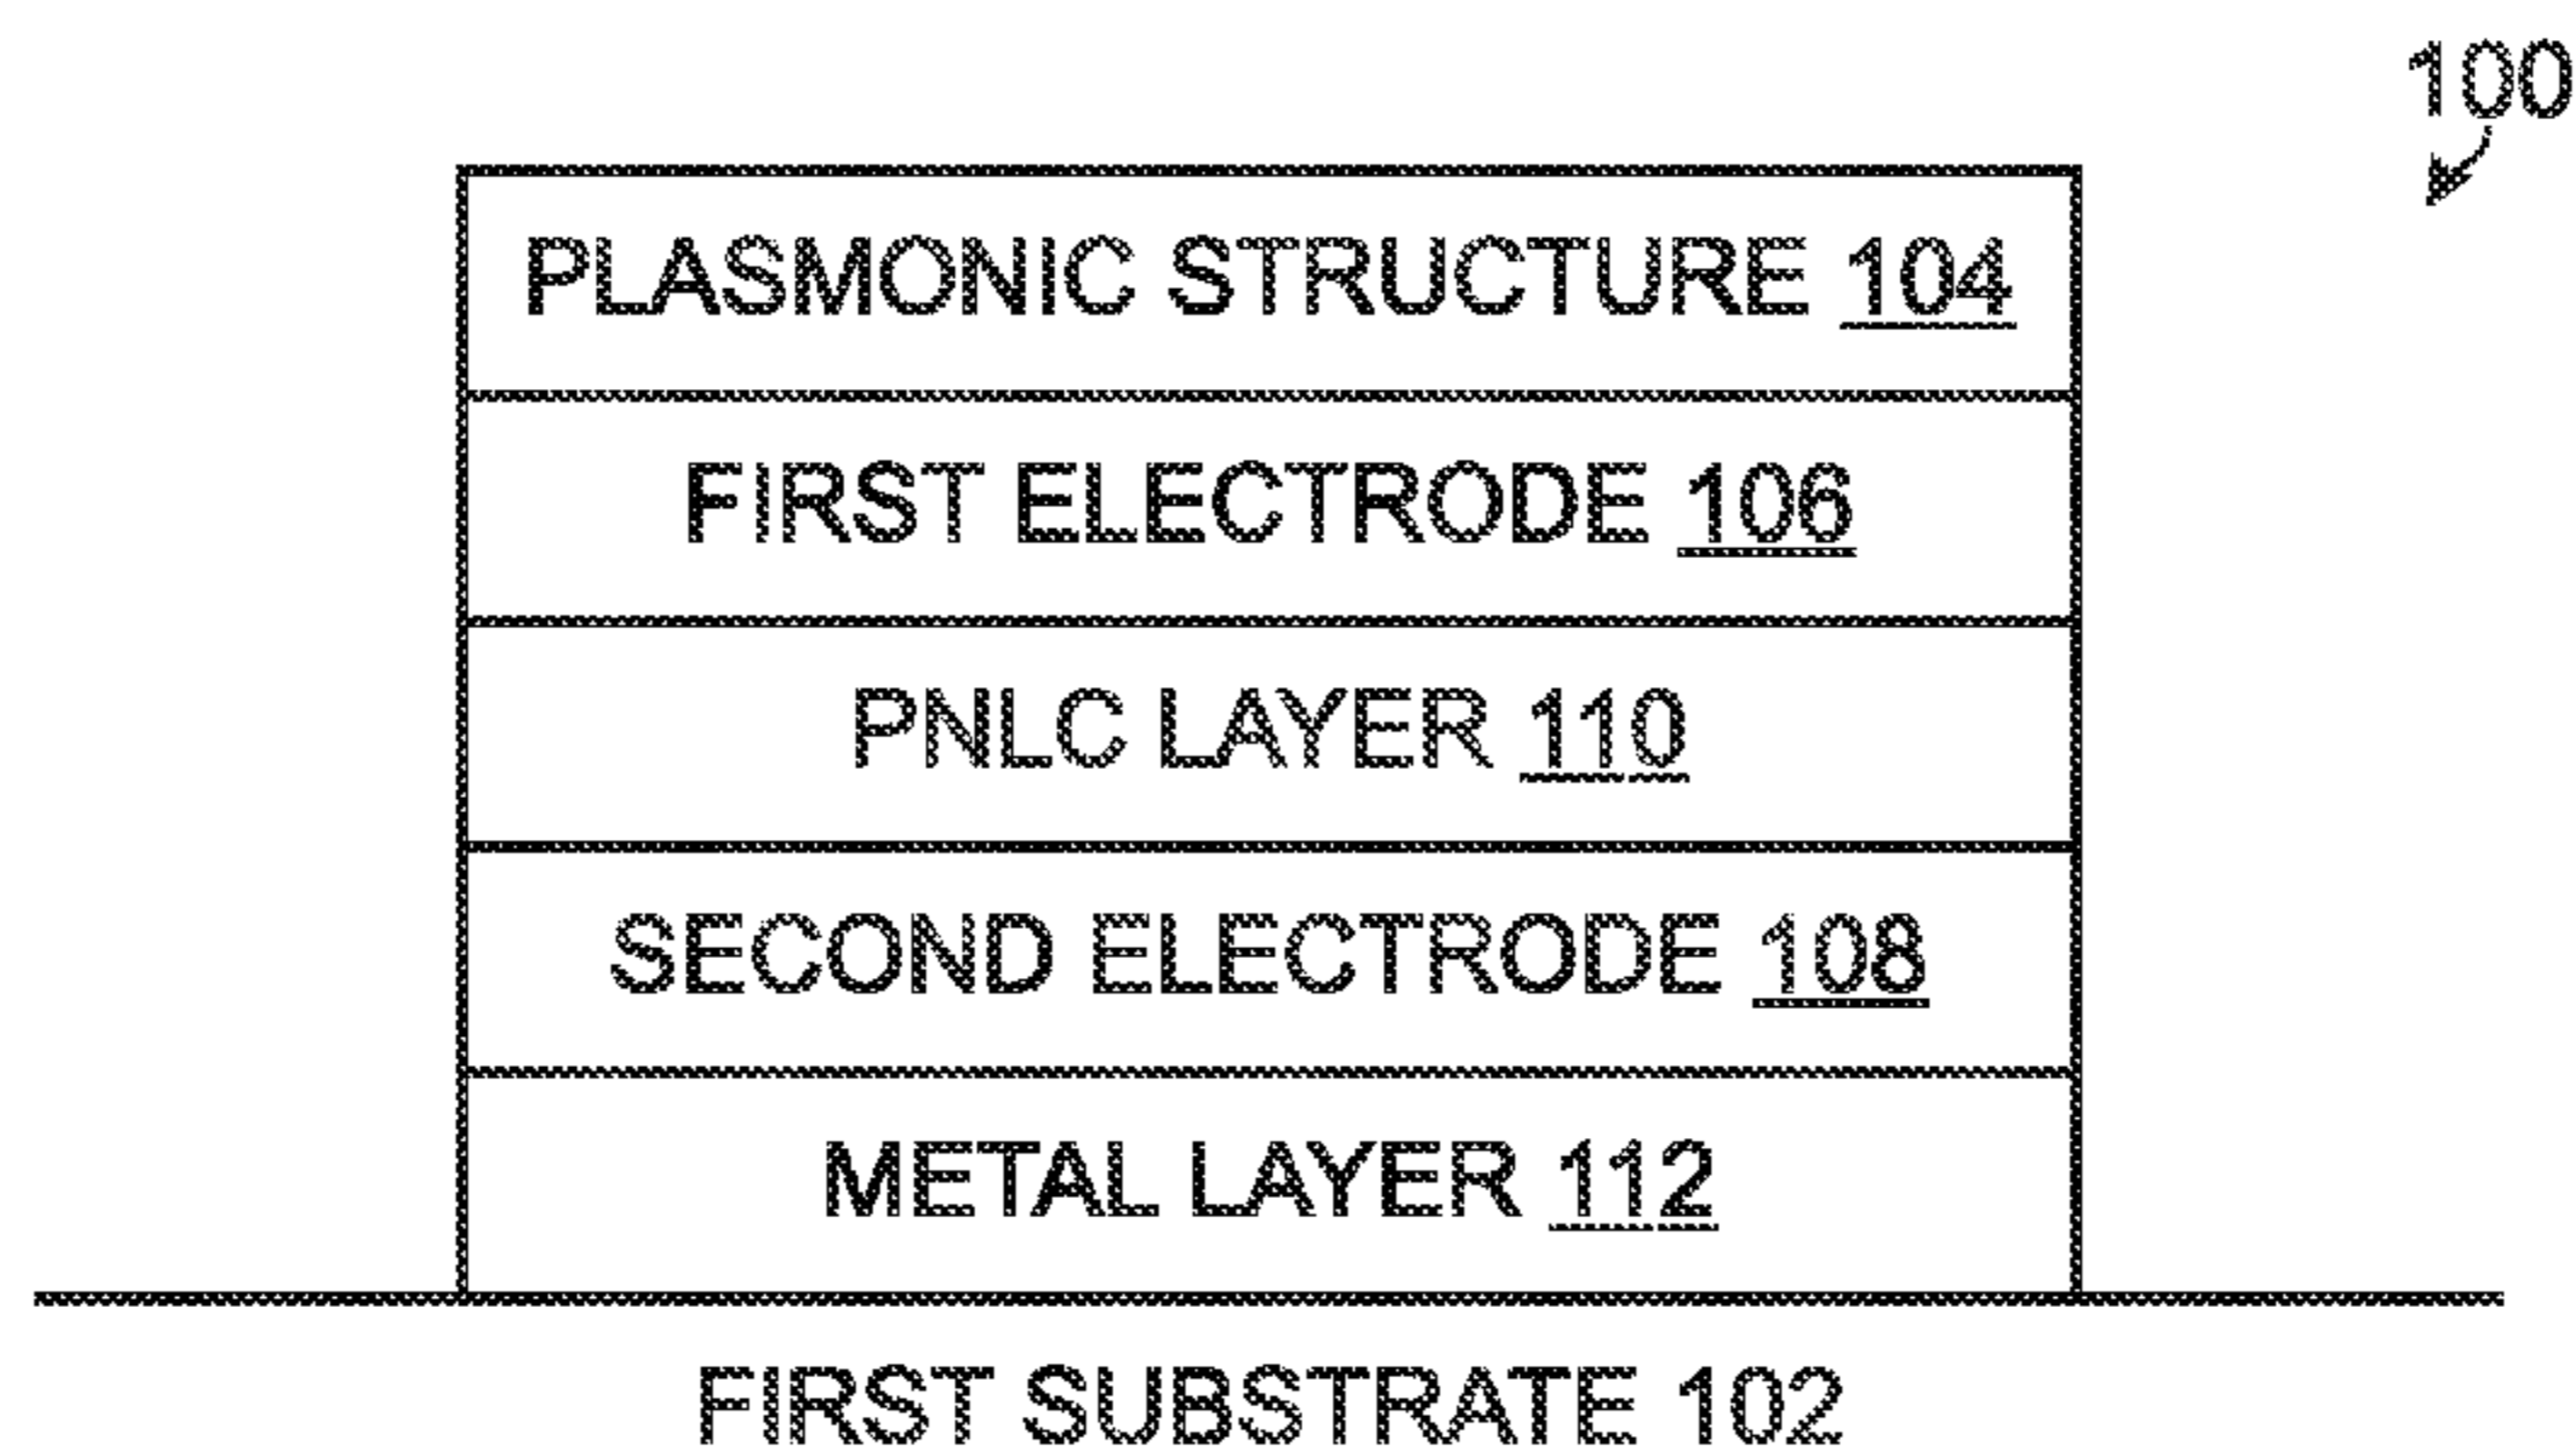 100
PLASMONIC STRUCTURE 104
FIRST ELECTRODE 106
PNLC LAYER 110
SECOND ELECTRODE 108
METAL LAYER 112
FIRST SUBSTRATE 102